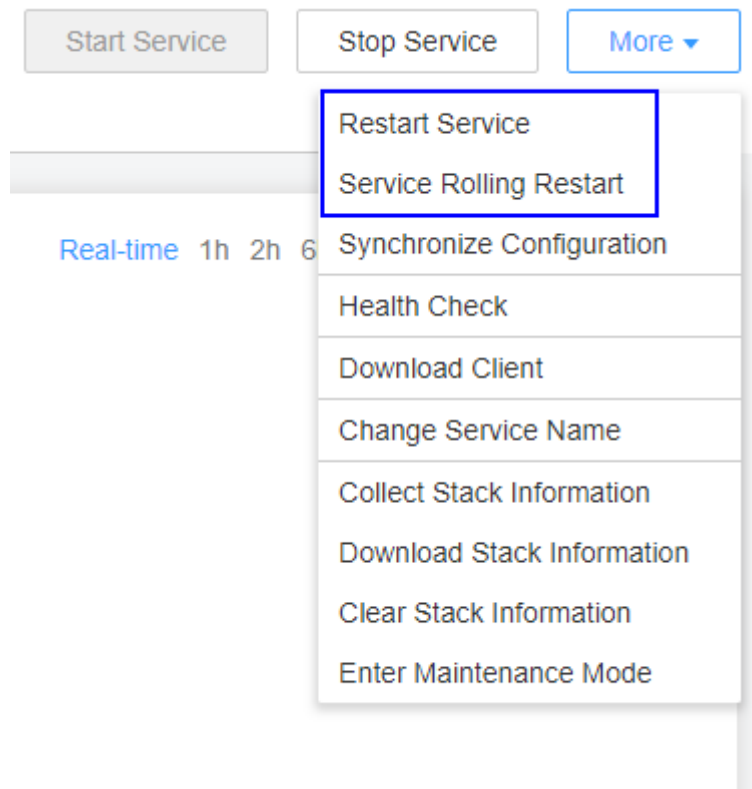 Start Service Stop Service More
Restart Service
Service Rolling Restart
Real-time 1h 2h 6 Synchronize Configuration
Health Check
Download Client
Change Service Name
Collect Stack Information
Download Stack Information
Clear Stack Information
Enter Maintenance Mode